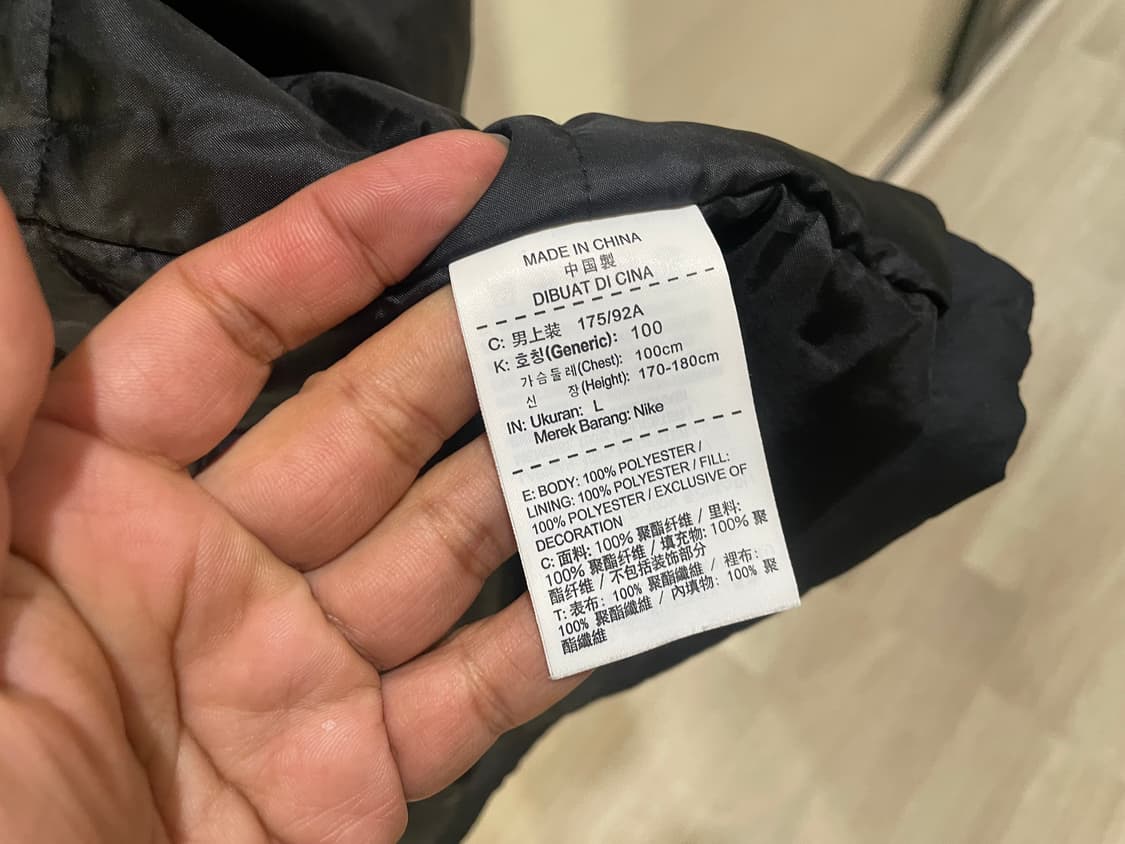 MADE IN CHINA
中国製
DIBUAT DI CINA
C: 男上装 175/92A
K: 호칭(Generic): 100
가슴둘레(Chest): 100cm
신 장(Height): 170-180cm
IN: Ukuran: L
Merek Barang: Nike
E: BODY: 100% POLYESTER /
LINING: 100% POLYESTER / FILL:
100% POLYESTER / EXCLUSIVE OF
DECORATION
C: 面料: 100% 聚酯纤维 / 里料:
100% 聚酯纤维 / 填充物: 100% 聚
酯纤维 / 不包括装饰部分
T: 表布: 100% 聚酯纖維 / 裡布:
100% 聚酯纖維 / 內填物: 100% 聚
酯纖維